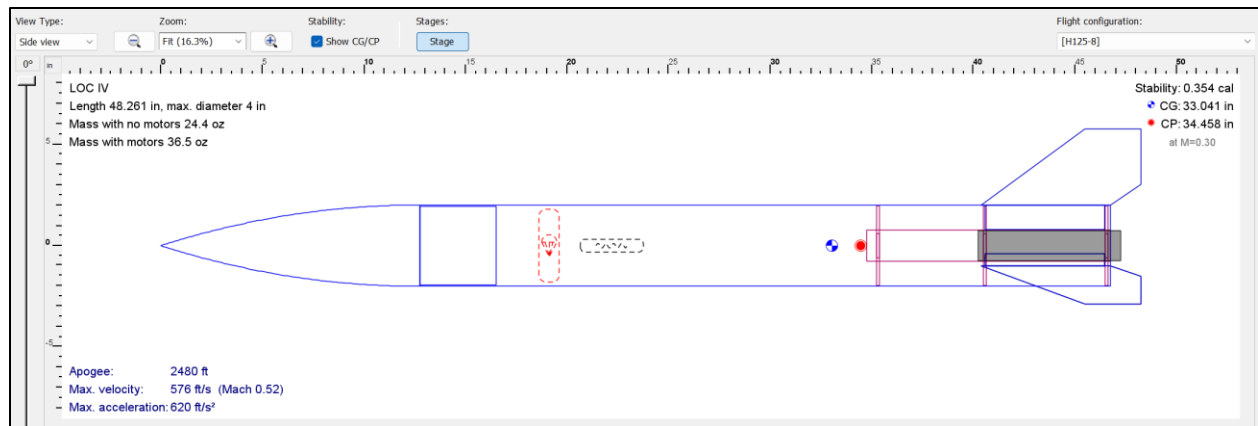 View Type: Zoom: Stability: Stages: Flight configuration:
Side view Fit (16.3%) Show CG/CP Stage [H125-8]
0° in 0 5 10 15 20 25 30 35 40 45 50
LOC IV Stability: 0.354 cal
Length 48.261 in, max. diameter 4 in CG: 33.041 in
Mass with no motors 24.4 oz CP: 34.458 in
Mass with motors 36.5 oz at M=0.30
5
0
-5
Apogee: 2480 ft
Max. velocity: 576 ft/s (Mach 0.52)
Max. acceleration: 620 ft/s²